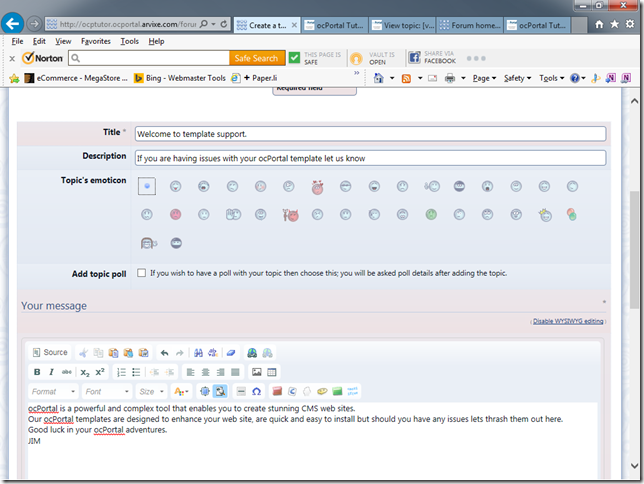 http://ocptutor.ocportal.arvixe.com/forur
Create a t...
ocPortal Tut...
View topic: [v...
Forum home...
ocPortal Tut...
File Edit View Favorites Tools Help
Norton
Safe Search
THIS PAGE IS
SAFE
VAULT IS
OPEN
SHARE VIA
FACEBOOK
eCommerce - MegaStore ...
Bing - Webmaster Tools
+ Paper.li
Page
Safety
Tools
Required field
Title *
Welcome to template support.
Description
If you are having issues with your ocPortal template let us know
Topic's emoticon
Add topic poll
If you wish to have a poll with your topic then choose this; you will be asked poll details after adding the topic.
Your message *
Disable WYSIWYG editing
Source
B I abc X2 X2
Format Font Size A
ocPortal is a powerful and complex tool that enables you to create stunning CMS web sites.
Our ocPortal templates are designed to enhance your web site, are quick and easy to install but should you have any issues lets thrash them out here.
Good luck in your ocPortal adventures.
JIM